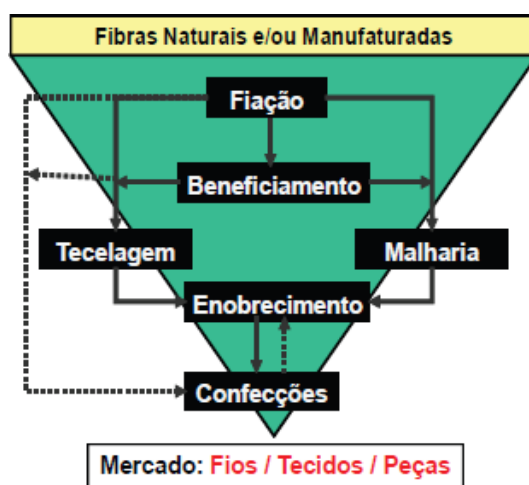 Fibras Naturais e/ou Manufaturadas
Fiação
Beneficiamento
Tecelagem
Malharia
Enobrecimento
Confecções
Mercado: Fios / Tecidos / Peças